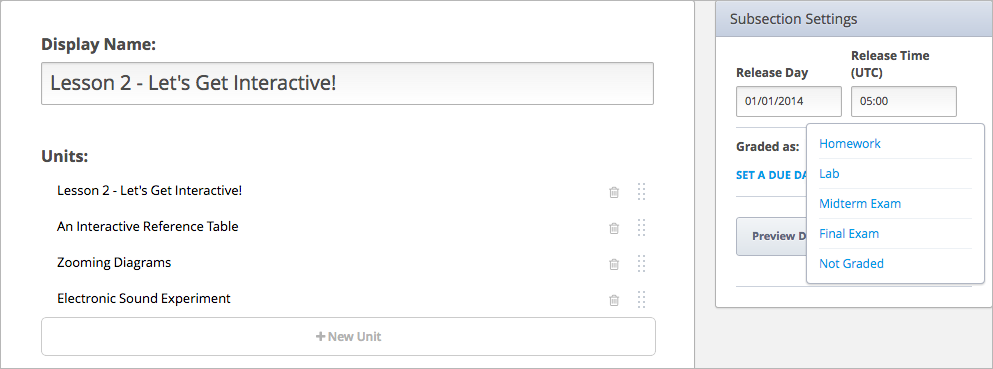 Display Name:
Lesson 2 - Let's Get Interactive!
Units:
Lesson 2 - Let's Get Interactive!
An Interactive Reference Table
Zooming Diagrams
Electronic Sound Experiment
+ New Unit
Subsection Settings
Release Day
Release Time
(UTC)
01/01/2014
05:00
Graded as:
SET A DUE DA
Preview D
Homework
Lab
Midterm Exam
Final Exam
Not Graded